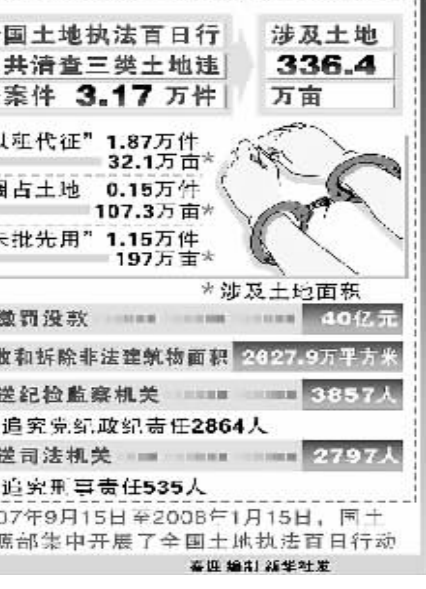 国土地执法百日行
共清查三类土地违
案件 3.17 万件
涉及土地
336.4
万亩
以租代征” 1.87万件
32.1万亩*
圈占土地 0.15万件
107.3万亩*
未批先用” 1.15万件
197万亩*
*涉及土地面积
缴罚没款 40亿元
收和拆除非法建筑物面积 2627.9万平方米
送纪检监察机关 3857人
追究党纪政纪责任2864人
送司法机关 2797人
追究刑事责任535人
07年9月15日至2008年1月15日，国土
源部集中开展了全国土地执法百日行动
编制 新华社发